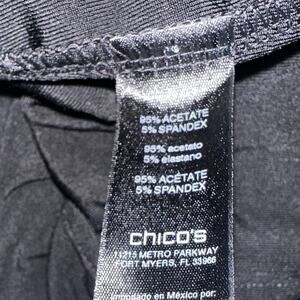 95% ACETATE
5% SPANDEX
95% acetato
5% elastano
95% ACÉTATE
5% SPANDEX
chico's
11215 METRO PARKWAY
FORT MYERS, FL 33966
Importado en México por: